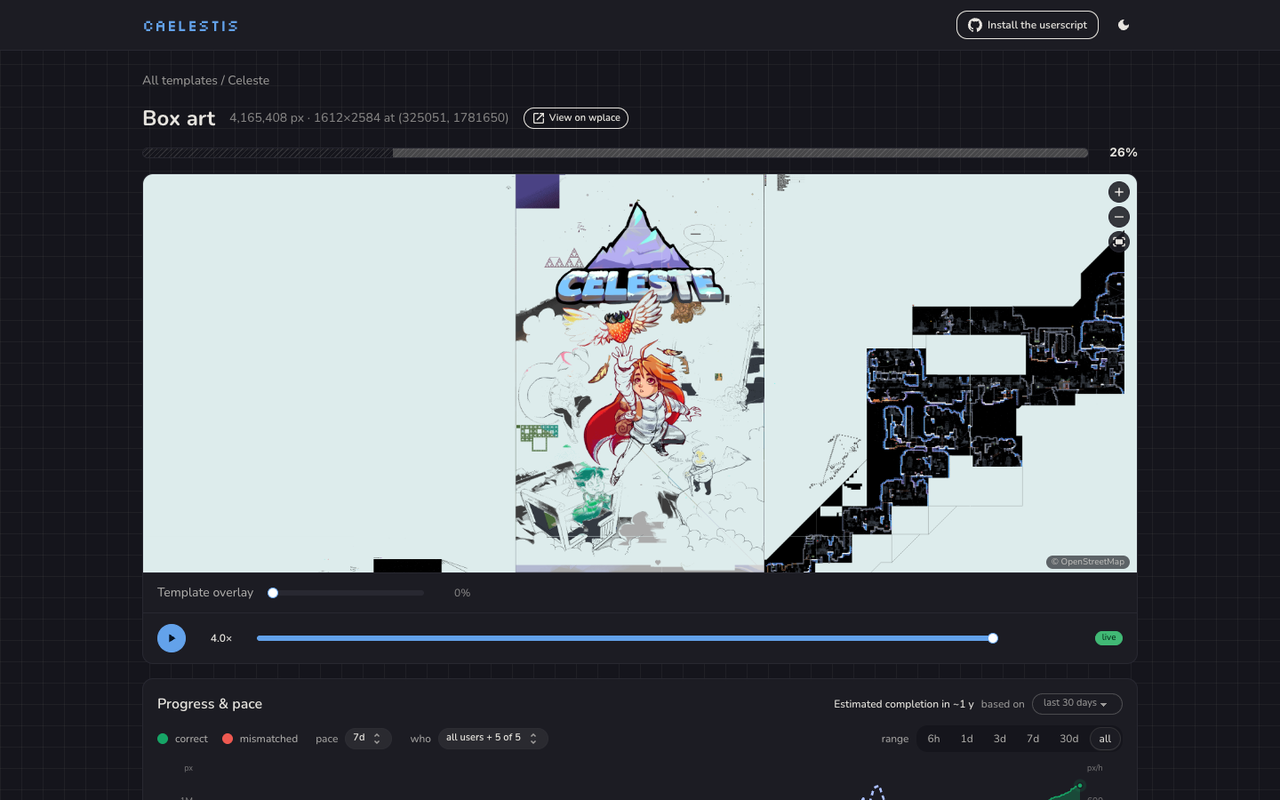 CAELESTIS
Install the userscript
All templates / Celeste
Box art 4,165,408 px · 1612×2584 at (325051, 1781650) View on wplace
26%
CELESTE
© OpenStreetMap
Template overlay 0%
4.0× live
Progress & pace Estimated completion in ~1 y based on last 30 days
correct mismatched pace 7d who all users + 5 of 5 range 6h 1d 3d 7d 30d all
px px/h